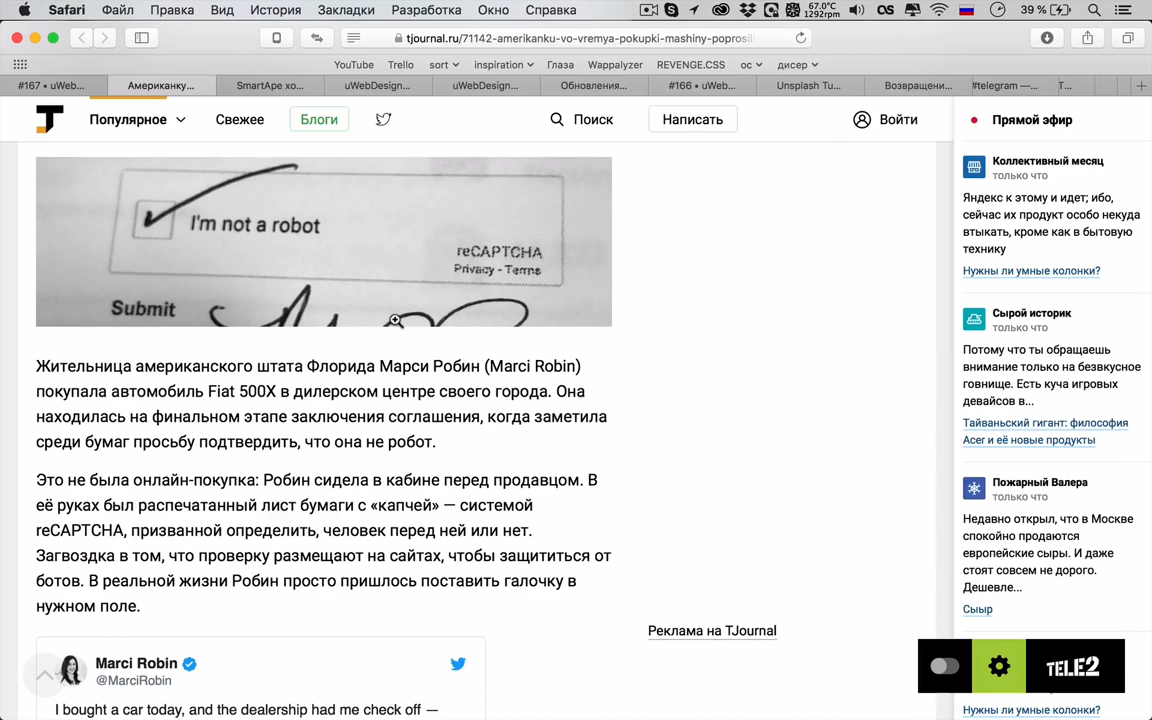 Safari Файл Правка Вид История Закладки Разработка Окно Справка 67.0°C 1292rpm 39 %
tjournal.ru/71142-amerikanku-vo-vremya-pokupki-mashiny-poprosil
YouTube Trello sort inspiration Глаза Wappalyzer REVENGE.CSS ос дисер
#167 • uWeb... Американку... SmartApe хо... uWebDesign... uWebDesign... Обновления... #166 • uWeb... Unsplash Tu... Возвращени... #telegram —... T...
Популярное Свежее Блоги Поиск Написать Войти
Прямой эфир
I'm not a robot
reCAPTCHA
Privacy - Terms
Submit
Жительница американского штата Флорида Марси Робин (Marci Robin)
покупала автомобиль Fiat 500X в дилерском центре своего города. Она
находилась на финальном этапе заключения соглашения, когда заметила
среди бумаг просьбу подтвердить, что она не робот.
Это не была онлайн-покупка: Робин сидела в кабине перед продавцом. В
её руках был распечатанный лист бумаги с «капчей» — системой
reCAPTCHA, призванной определить, человек перед ней или нет.
Загвоздка в том, что проверку размещают на сайтах, чтобы защититься от
ботов. В реальной жизни Робин просто пришлось поставить галочку в
нужном поле.
Marci Robin
@MarciRobin
I bought a car today, and the dealership had me check off —
Реклама на TJournal
Коллективный месяц
только что
Яндекс к этому и идет; ибо,
сейчас их продукт особо некуда
втыкать, кроме как в бытовую
технику
Нужны ли умные колонки?
Сырой историк
только что
Потому что ты обращаешь
внимание только на безвкусное
говнище. Есть куча игровых
девайсов в...
Тайваньский гигант: философия
Acer и её новые продукты
Пожарный Валера
только что
Недавно открыл, что в Москве
спокойно продаются
европейские сыры. И даже
стоят совсем не дорого.
Дешевле...
Сыыр
TELE2
Нужны ли умные колонки?